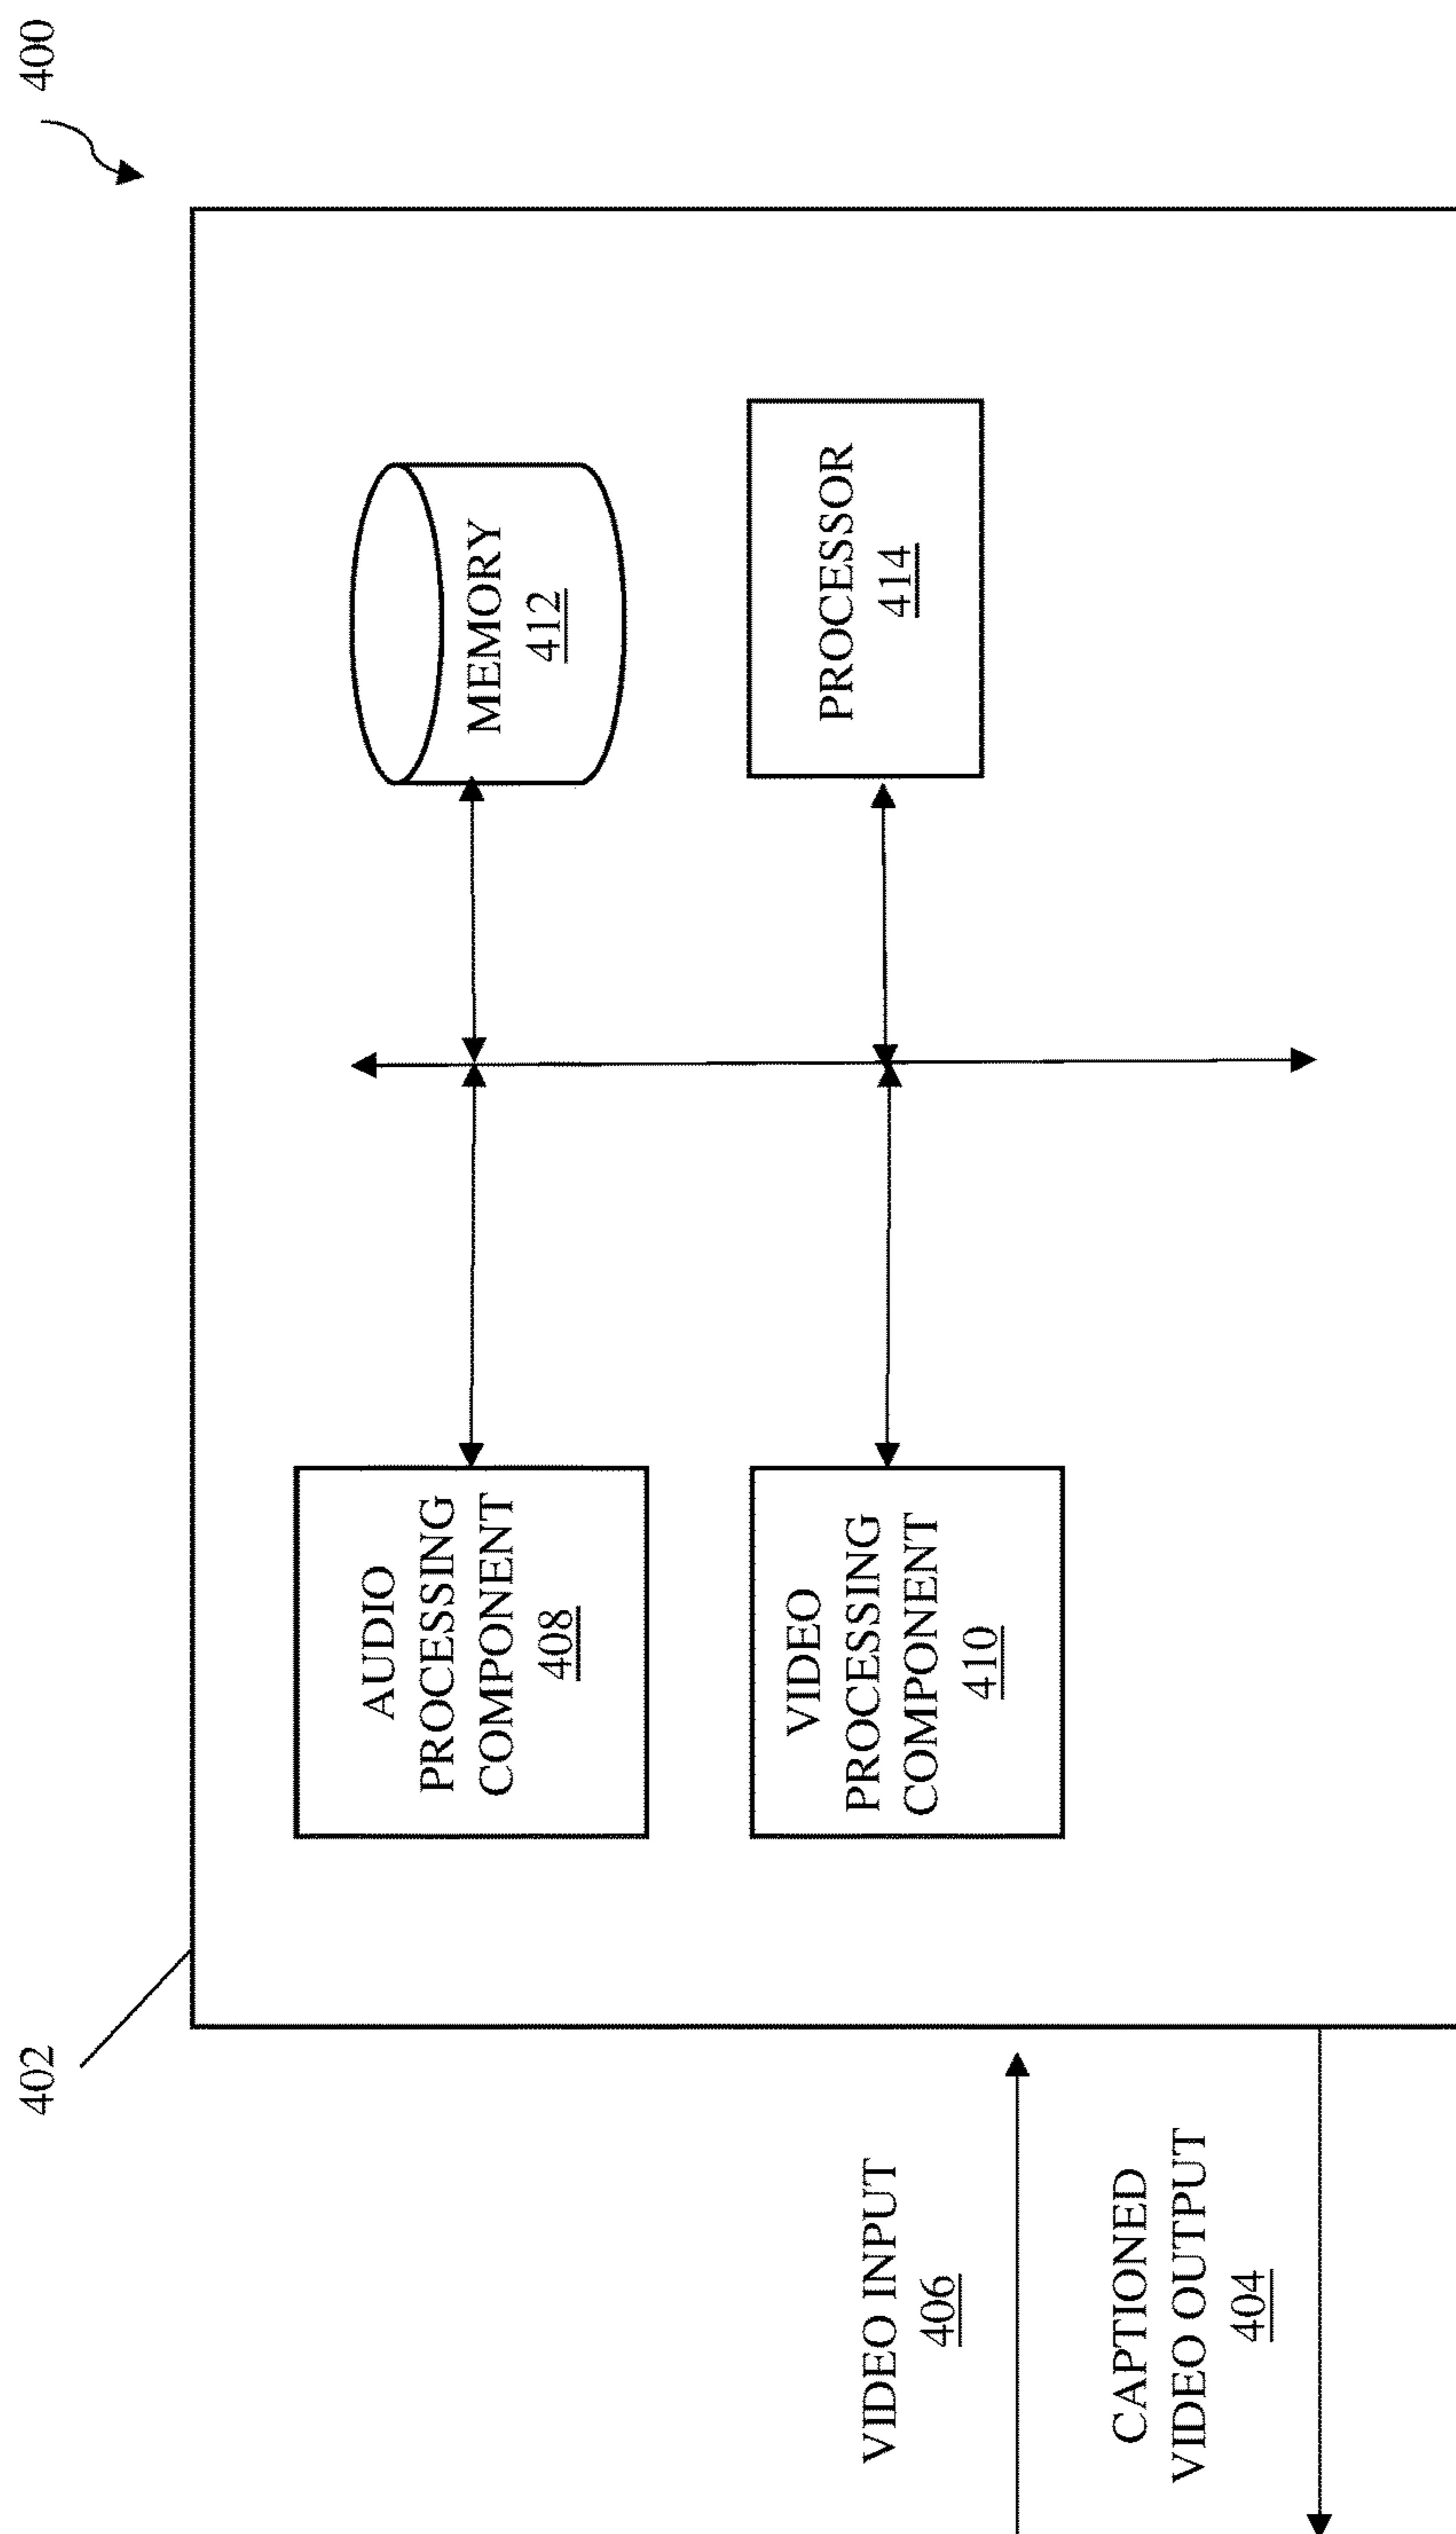 400
402
AUDIO
PROCESSING
COMPONENT
408
MEMORY
412
VIDEO
PROCESSING
COMPONENT
410
PROCESSOR
414
VIDEO INPUT
406
CAPTIONED
VIDEO OUTPUT
404